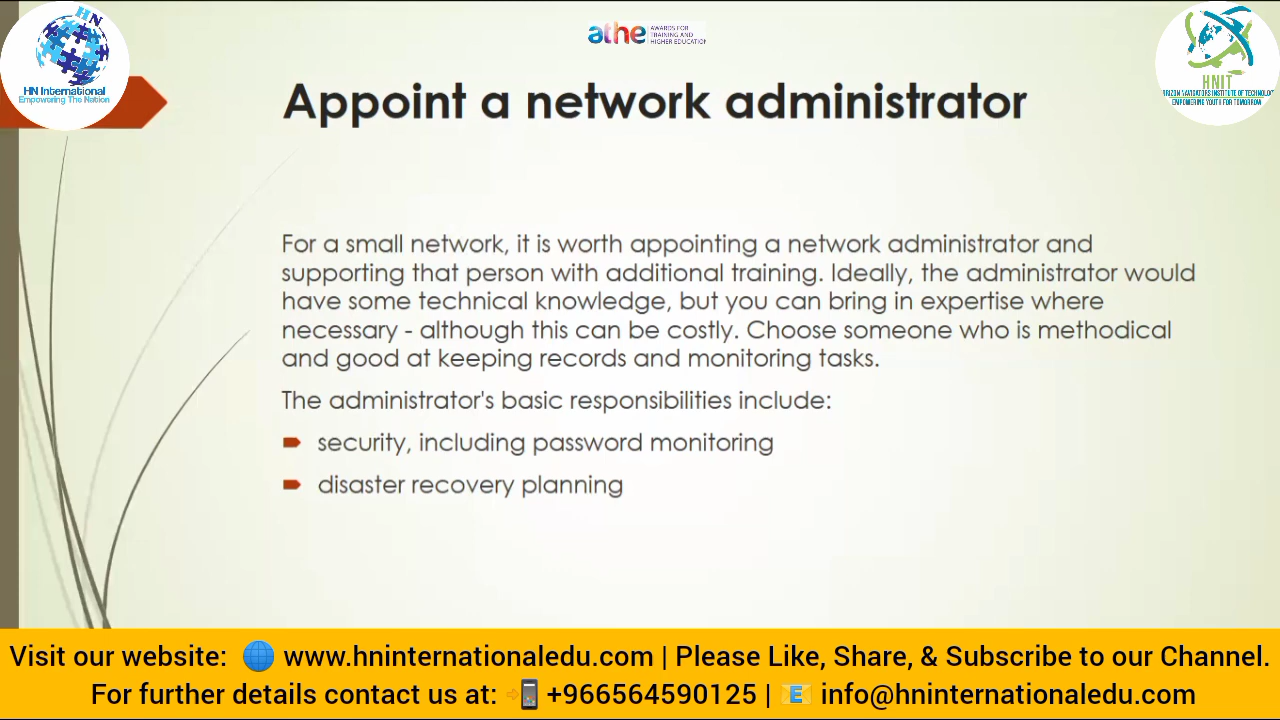 HN
HN International
Empowering The Nation
athe
AWARDS FOR
TRAINING AND
HIGHER EDUCATION
HNIT
EMPOWERING YOUTH FOR TOMORROW
Appoint a network administrator
For a small network, it is worth appointing a network administrator and
supporting that person with additional training. Ideally, the administrator would
have some technical knowledge, but you can bring in expertise where
necessary - although this can be costly. Choose someone who is methodical
and good at keeping records and monitoring tasks.
The administrator's basic responsibilities include:
security, including password monitoring
disaster recovery planning
Visit our website: www.hninternationaledu.com | Please Like, Share, & Subscribe to our Channel.
For further details contact us at: +966564590125 | info@hninternationaledu.com